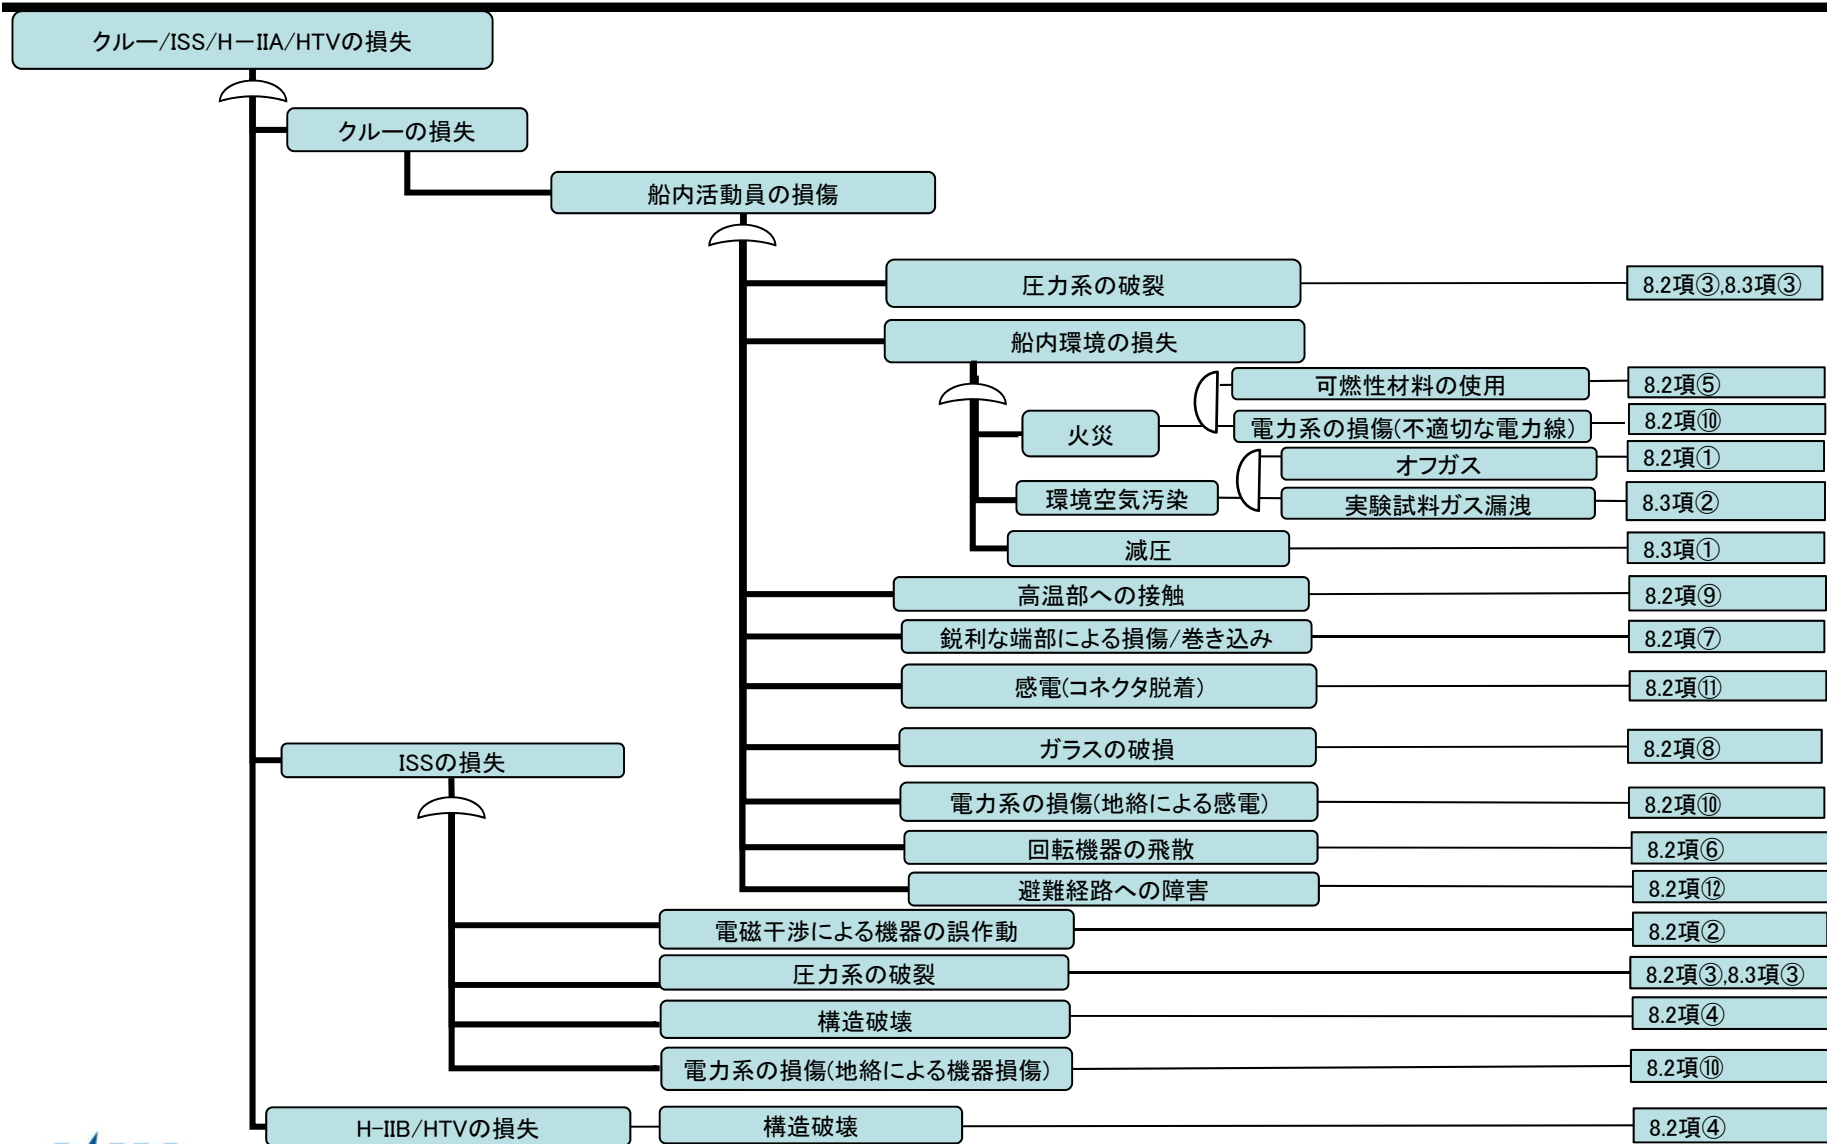 クルー/ISS/H－IIA/HTVの損失
クルーの損失
船内活動員の損傷
圧力系の破裂
8.2項③,8.3項③
船内環境の損失
可燃性材料の使用
8.2項⑤
火災
電力系の損傷(不適切な電力線)
8.2項⑩
オフガス
8.2項①
環境空気汚染
実験試料ガス漏洩
8.3項②
減圧
8.3項①
高温部への接触
8.2項⑨
鋭利な端部による損傷/巻き込み
8.2項⑦
感電(コネクタ脱着)
8.2項⑪
ISSの損失
ガラスの破損
8.2項⑧
電力系の損傷(地絡による感電)
8.2項⑩
回転機器の飛散
8.2項⑥
避難経路への障害
8.2項⑫
電磁干渉による機器の誤作動
8.2項②
圧力系の破裂
8.2項③,8.3項③
構造破壊
8.2項④
電力系の損傷(地絡による機器損傷)
8.2項⑩
H-IIB/HTVの損失
構造破壊
8.2項④